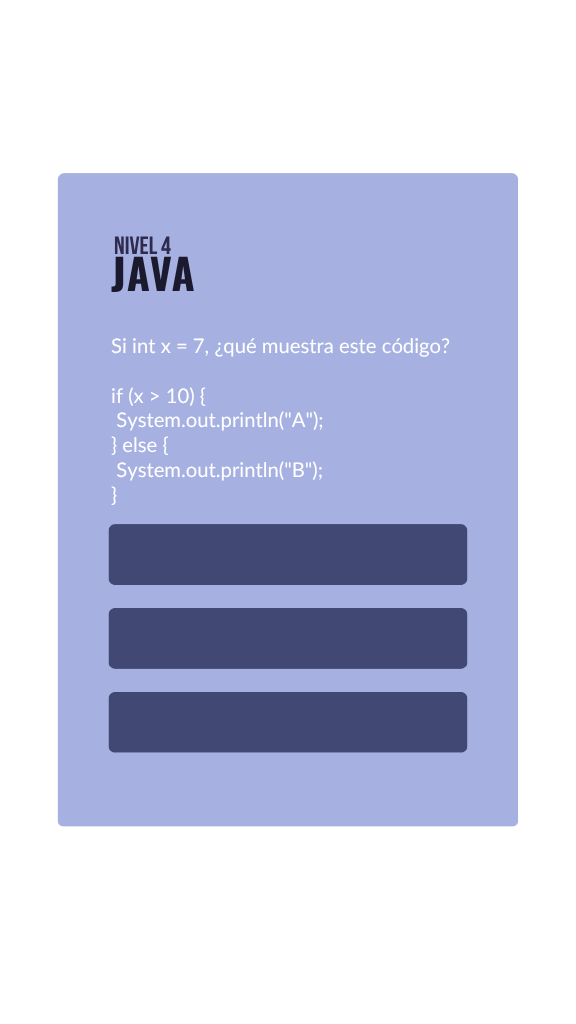 NIVEL 4
JAVA
Si int x = 7, ¿qué muestra este código?
if (x > 10) {
System.out.println("A");
} else {
System.out.println("B");
}